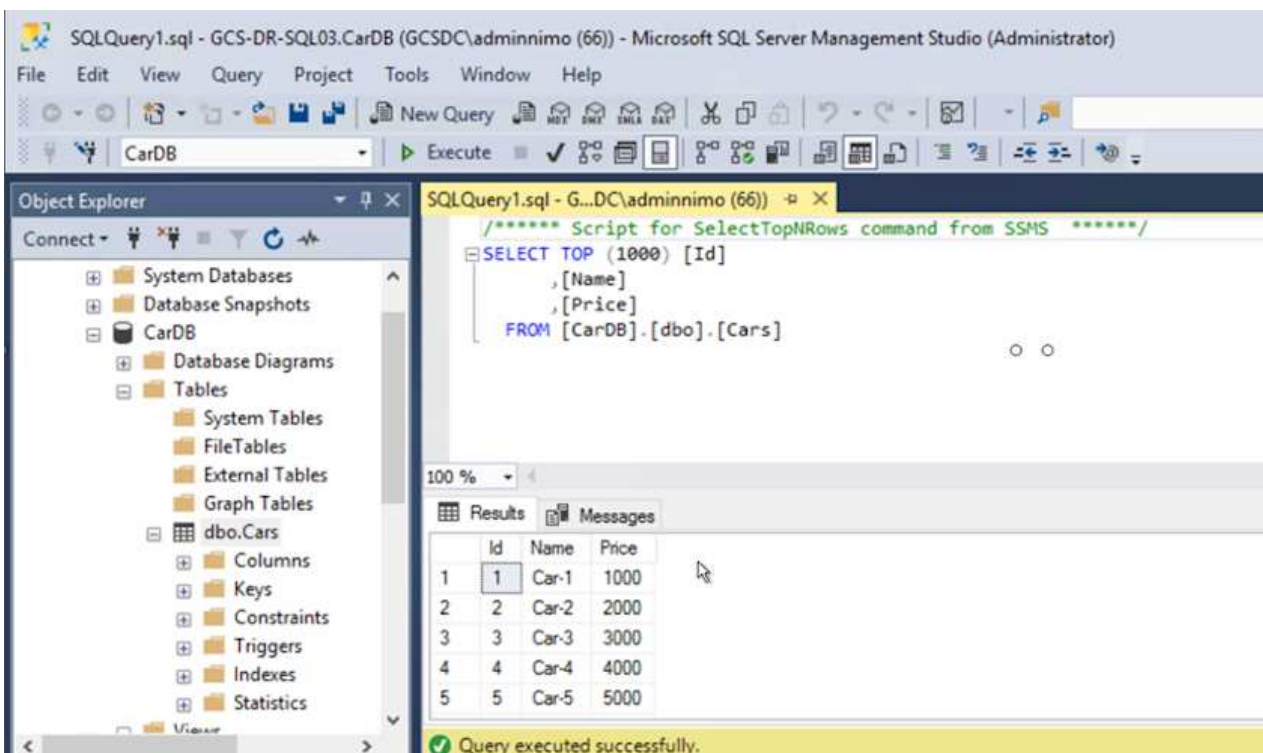 SQLQuery1.sql - GCS-DR-SQL03.CarDB (GCSDC\adminnimo (66)) - Microsoft SQL Server Management Studio (Administrator)
File Edit View Query Project Tools Window Help
New Query MDX DMX XMLA DAX
CarDB Execute
Object Explorer
Connect
System Databases
Database Snapshots
CarDB
Database Diagrams
Tables
System Tables
FileTables
External Tables
Graph Tables
dbo.Cars
Columns
Keys
Constraints
Triggers
Indexes
Statistics
Views
SQLQuery1.sql - G...DC\adminnimo (66))
/****** Script for SelectTopNRows command from SSMS ******/
SELECT TOP (1000) [Id]
,[Name]
,[Price]
FROM [CarDB].[dbo].[Cars]
100 %
Results Messages
Id Name Price
1 1 Car-1 1000
2 2 Car-2 2000
3 3 Car-3 3000
4 4 Car-4 4000
5 5 Car-5 5000
Query executed successfully.